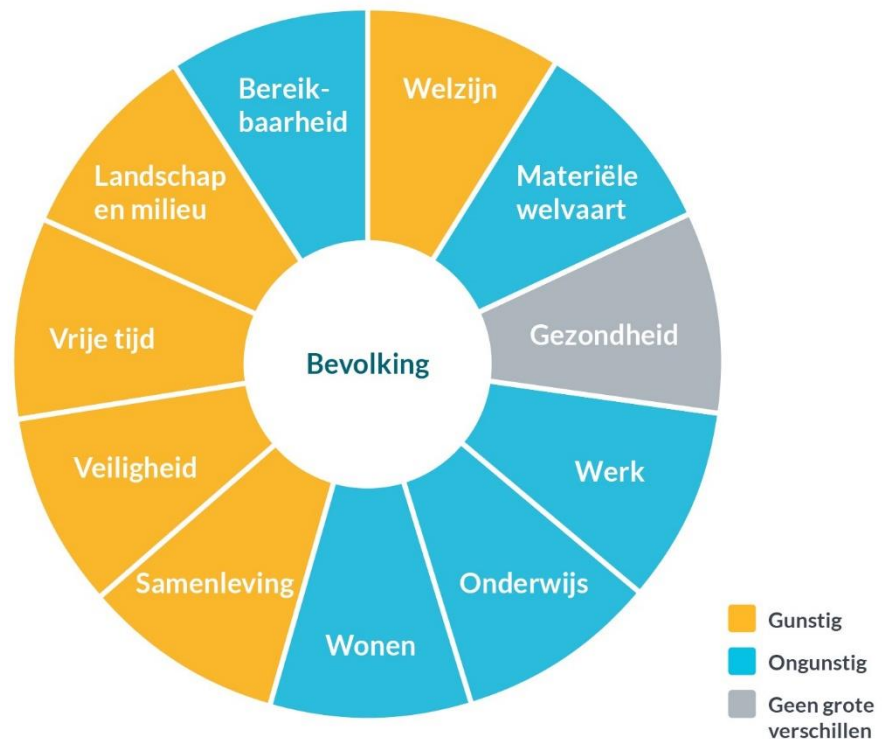 Bereik-
baarheid
Welzijn
Landschap
en milieu
Materiële
welvaart
Vrije tijd
Bevolking
Gezondheid
Veiligheid
Werk
Samenleving
Onderwijs
Wonen
Gunstig
Ongunstig
Geen grote
verschillen